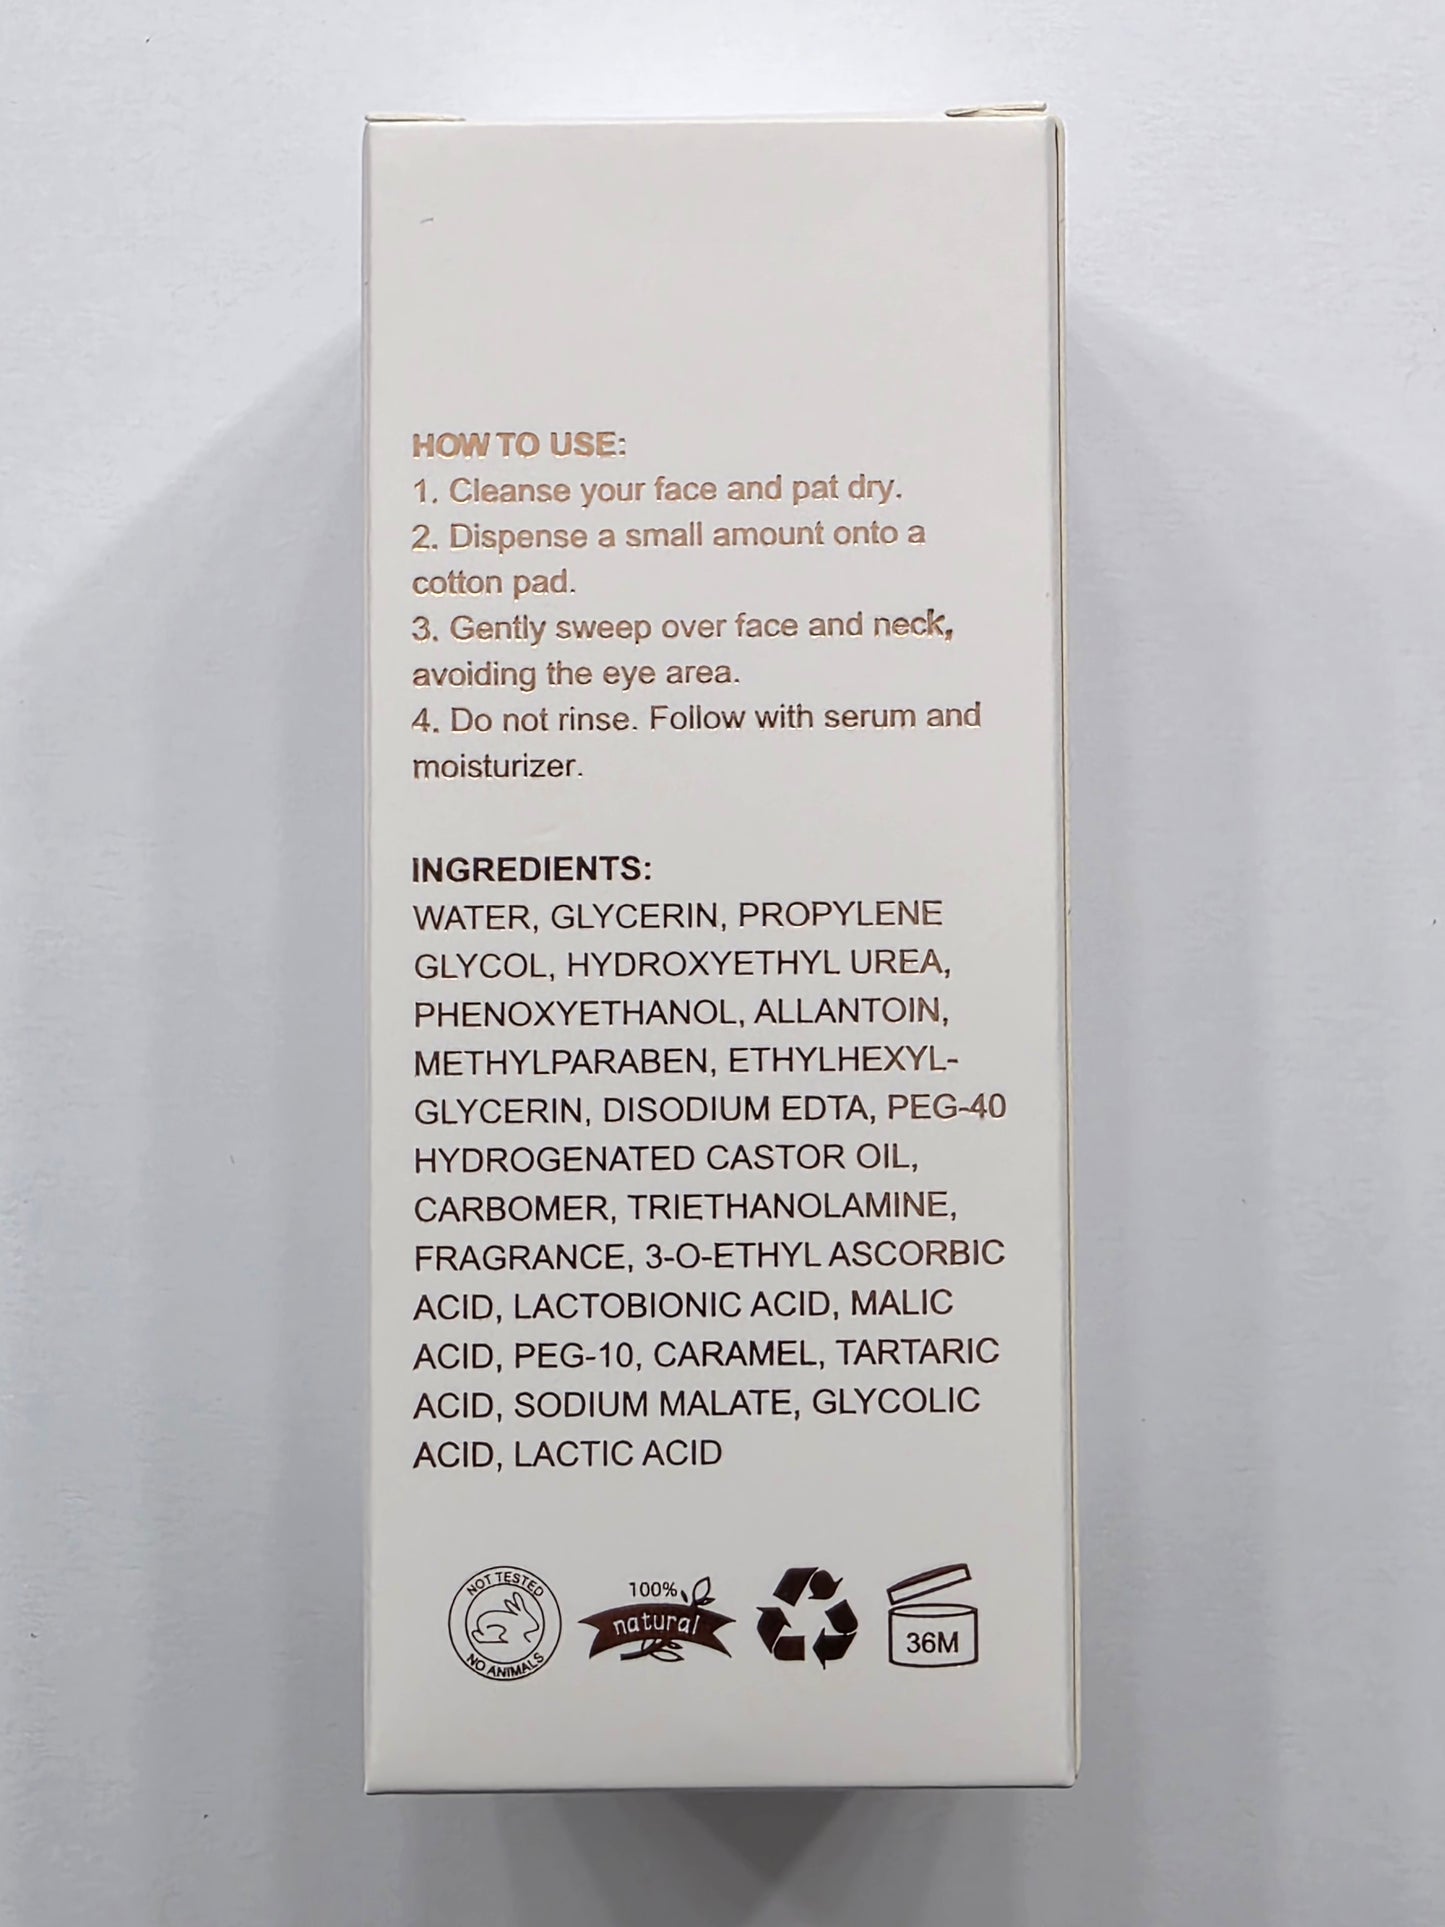 HOW TO USE:
1. Cleanse your face and pat dry.
2. Dispense a small amount onto a
cotton pad.
3. Gently sweep over face and neck,
avoiding the eye area.
4. Do not rinse. Follow with serum and
moisturizer.
INGREDIENTS:
WATER, GLYCERIN, PROPYLENE
GLYCOL, HYDROXYETHYL UREA,
PHENOXYETHANOL, ALLANTOIN,
METHYLPARABEN, ETHYLHEXYL-
GLYCERIN, DISODIUM EDTA, PEG-40
HYDROGENATED CASTOR OIL,
CARBOMER, TRIETHANOLAMINE,
FRAGRANCE, 3-O-ETHYL ASCORBIC
ACID, LACTOBIONIC ACID, MALIC
ACID, PEG-10, CARAMEL, TARTARIC
ACID, SODIUM MALATE, GLYCOLIC
ACID, LACTIC ACID
NOT TESTED
NO ANIMALS
100%
natural
36M